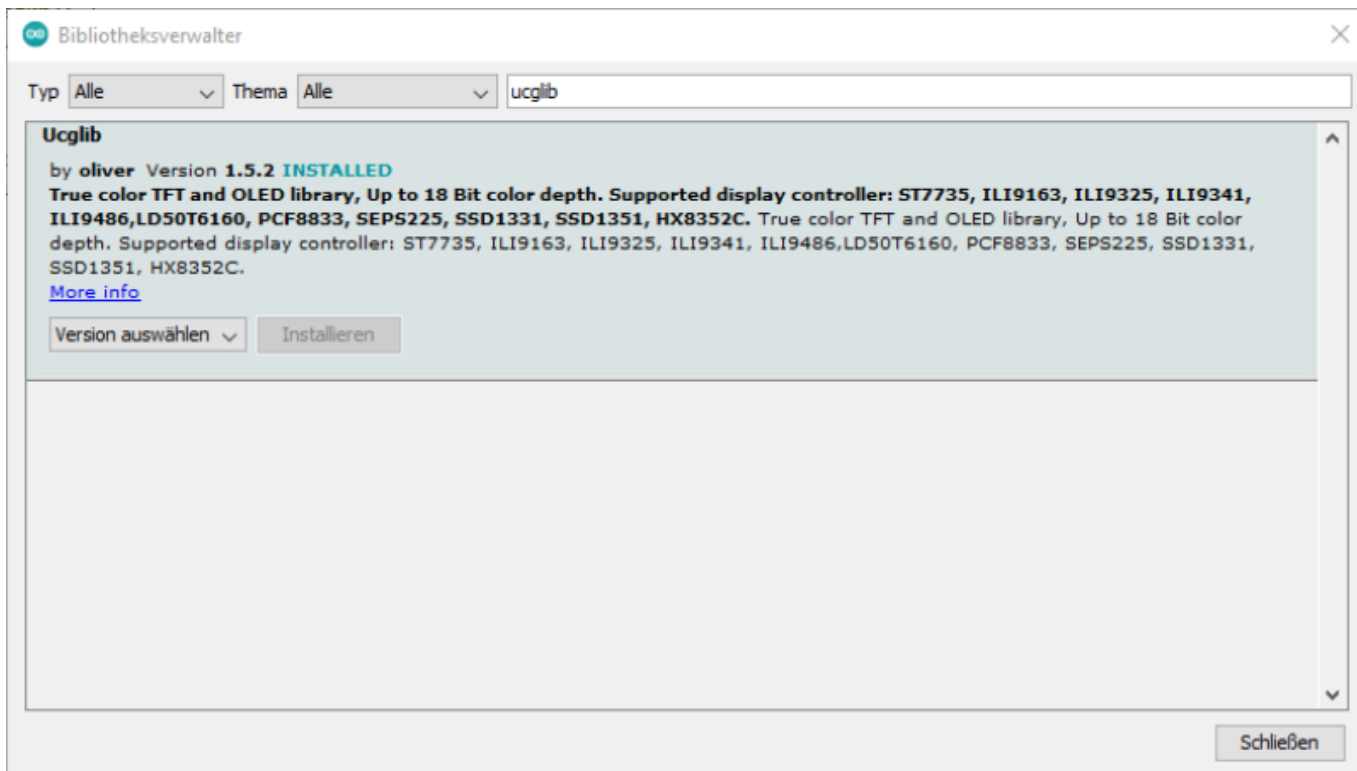 Bibliotheksverwalter
Typ Alle Thema Alle ucglib
Ucglib
by oliver Version 1.5.2 INSTALLED
True color TFT and OLED library, Up to 18 Bit color depth. Supported display controller: ST7735, ILI9163, ILI9325, ILI9341,
ILI9486,LD50T6160, PCF8833, SEPS225, SSD1331, SSD1351, HX8352C. True color TFT and OLED library, Up to 18 Bit color
depth. Supported display controller: ST7735, ILI9163, ILI9325, ILI9341, ILI9486,LD50T6160, PCF8833, SEPS225, SSD1331,
SSD1351, HX8352C.
More info
Version auswählen Installieren
Schließen